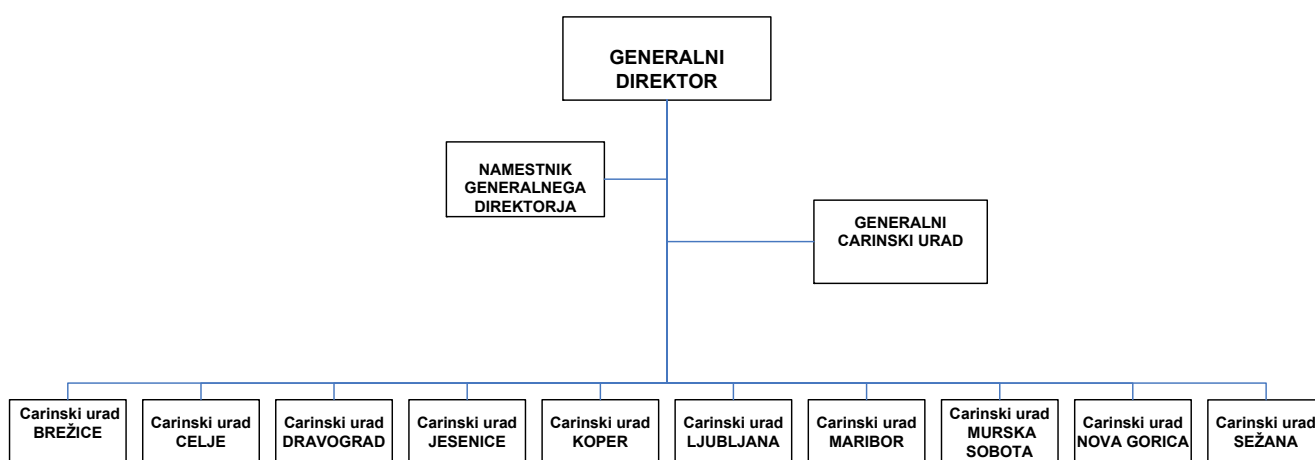 GENERALNI
DIREKTOR
NAMESTNIK
GENERALNEGA
DIREKTORJA
GENERALNI
CARINSKI URAD
Carinski urad
BREŽICE
Carinski urad
CELJE
Carinski urad
DRAVOGRAD
Carinski urad
JESENICE
Carinski urad
KOPER
Carinski urad
LJUBLJANA
Carinski urad
MARIBOR
Carinski urad
MURSKA
SOBOTA
Carinski urad
NOVA GORICA
Carinski urad
SEŽANA